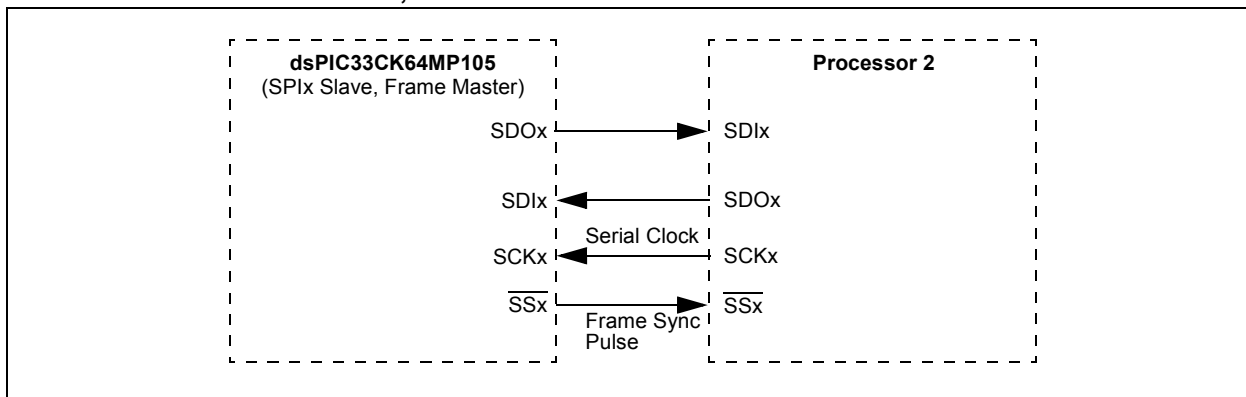 dsPIC33CK64MP105
(SPIx Slave, Frame Master)
Processor 2
SDOx
SDIx
SDIx
SDOx
Serial Clock
SCKx
SCKx
SSx
SSx
Frame Sync
Pulse